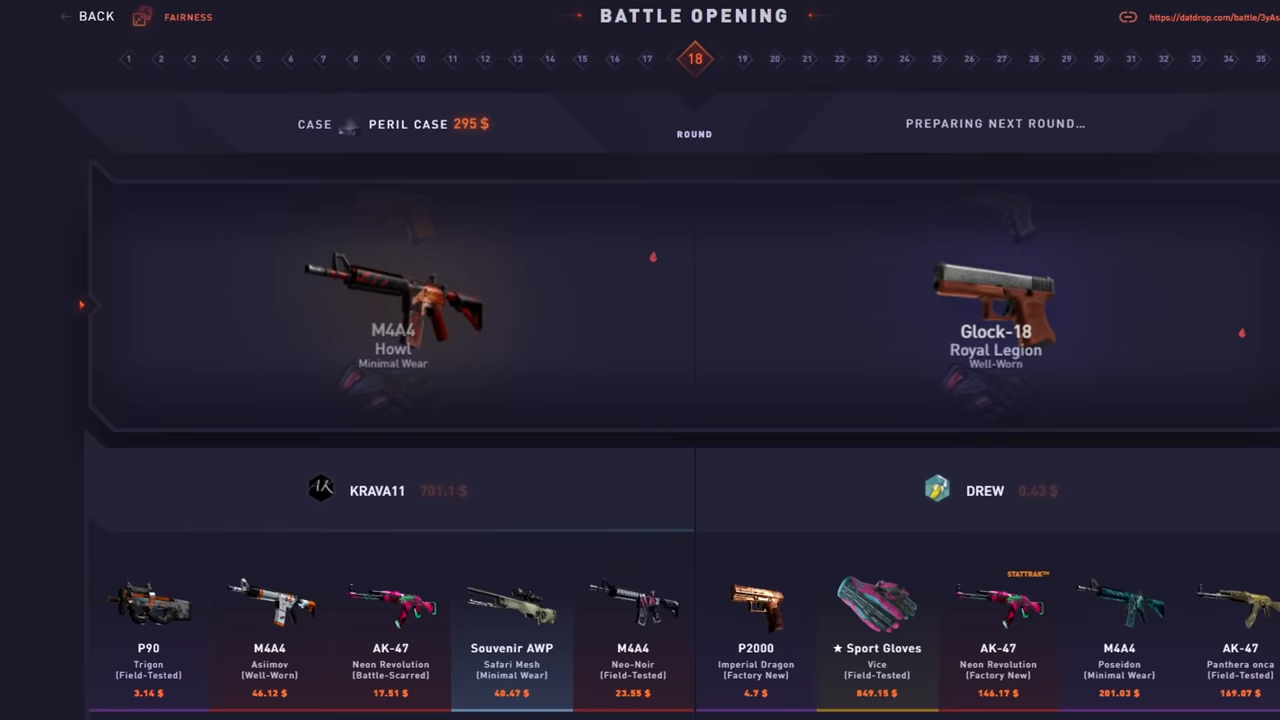 BACK
FAIRNESS
BATTLE OPENING
https://datdrop.com/battle/3yAs
1 2 3 4 5 6 7 8 9 10 11 12 13 14 15 16 17 18 19 20 21 22 23 24 25 26 27 28 29 30 31 32 33 34 35
CASE PERIL CASE 295 $
ROUND
PREPARING NEXT ROUND...
M4A4
Howl
Minimal Wear
Glock-18
Royal Legion
Well-Worn
KRAVA11 701.1 $
DREW 0.43 $
P90
Trigon
(Field-Tested)
3.14 $
M4A4
Asiimov
(Well-Worn)
46.12 $
AK-47
Neon Revolution
(Battle-Scarred)
17.51 $
Souvenir AWP
Safari Mesh
(Minimal Wear)
40.47 $
M4A4
Neo-Noir
(Field-Tested)
23.55 $
P2000
Imperial Dragon
(Factory New)
4.7 $
★ Sport Gloves
Vice
(Field-Tested)
849.15 $
STATTRAK™
AK-47
Neon Revolution
(Factory New)
146.17 $
M4A4
Poseidon
(Minimal Wear)
201.03 $
AK-47
Panthera onca
(Field-Tested)
169.07 $